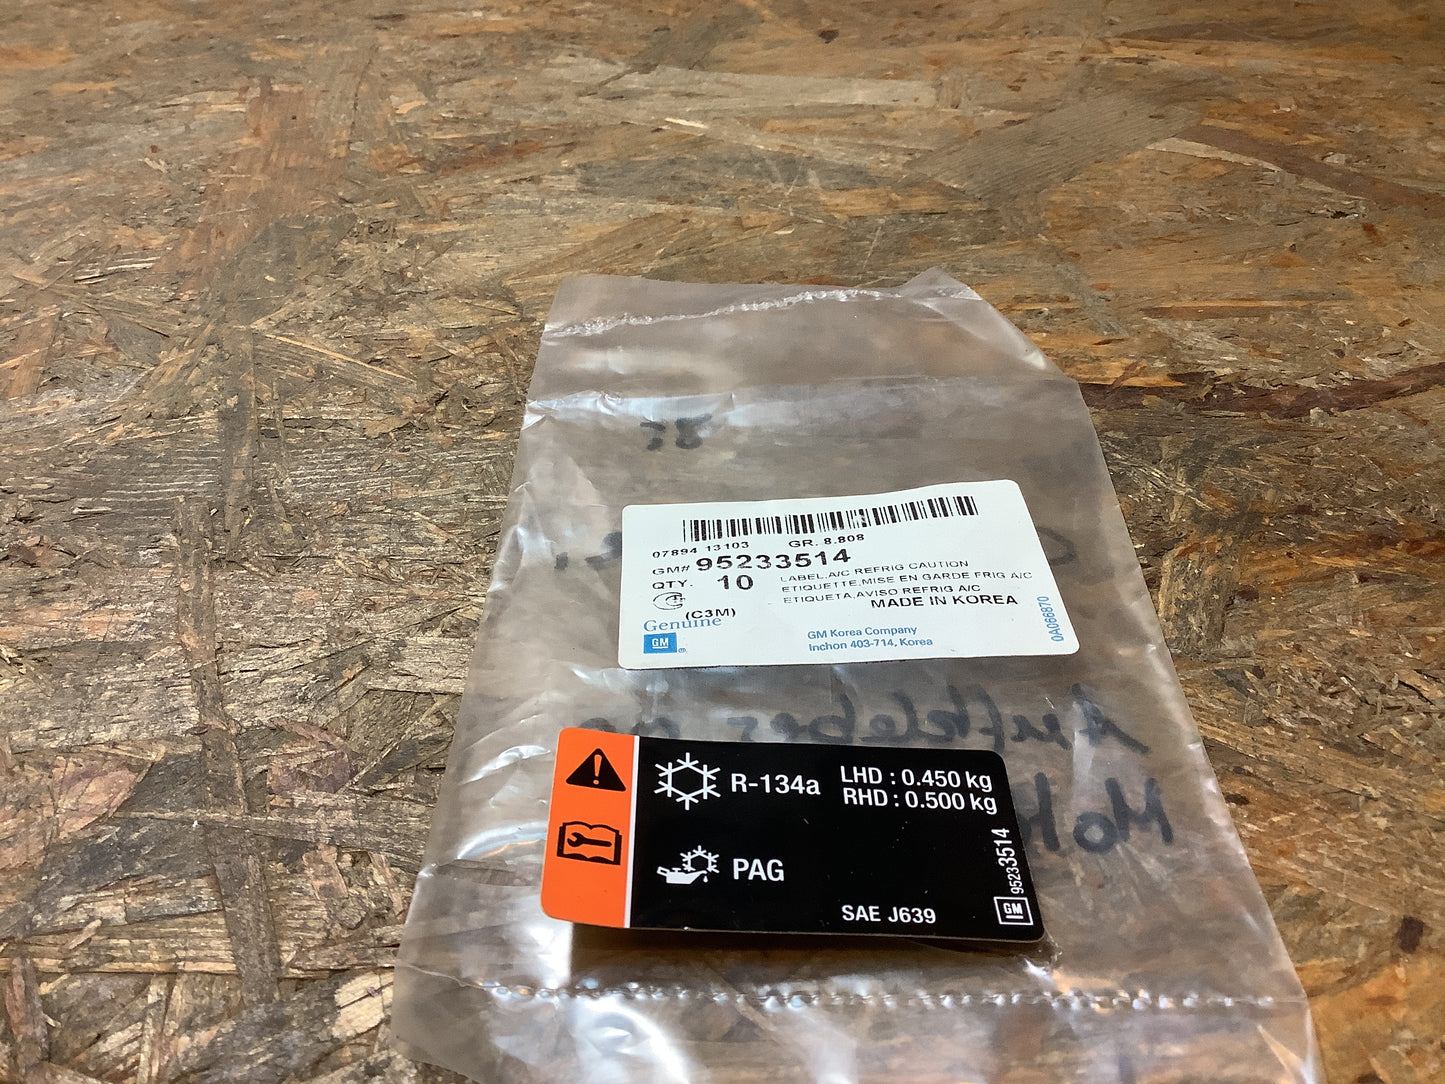 07894 13103 GR. 8.808
GM# 95233514
QTY. 10
LABEL,A/C REFRIG CAUTION
ETIQUETTE,MISE EN GARDE FRIG A/C
ETIQUETA,AVISO REFRIG A/C
(C3M)
MADE IN KOREA
Genuine
GM
GM Korea Company
Inchon 403-714, Korea
0A066870
Aufkleber
R-134a
LHD : 0.450 kg
RHD : 0.500 kg
PAG
SAE J639
GM 95233514